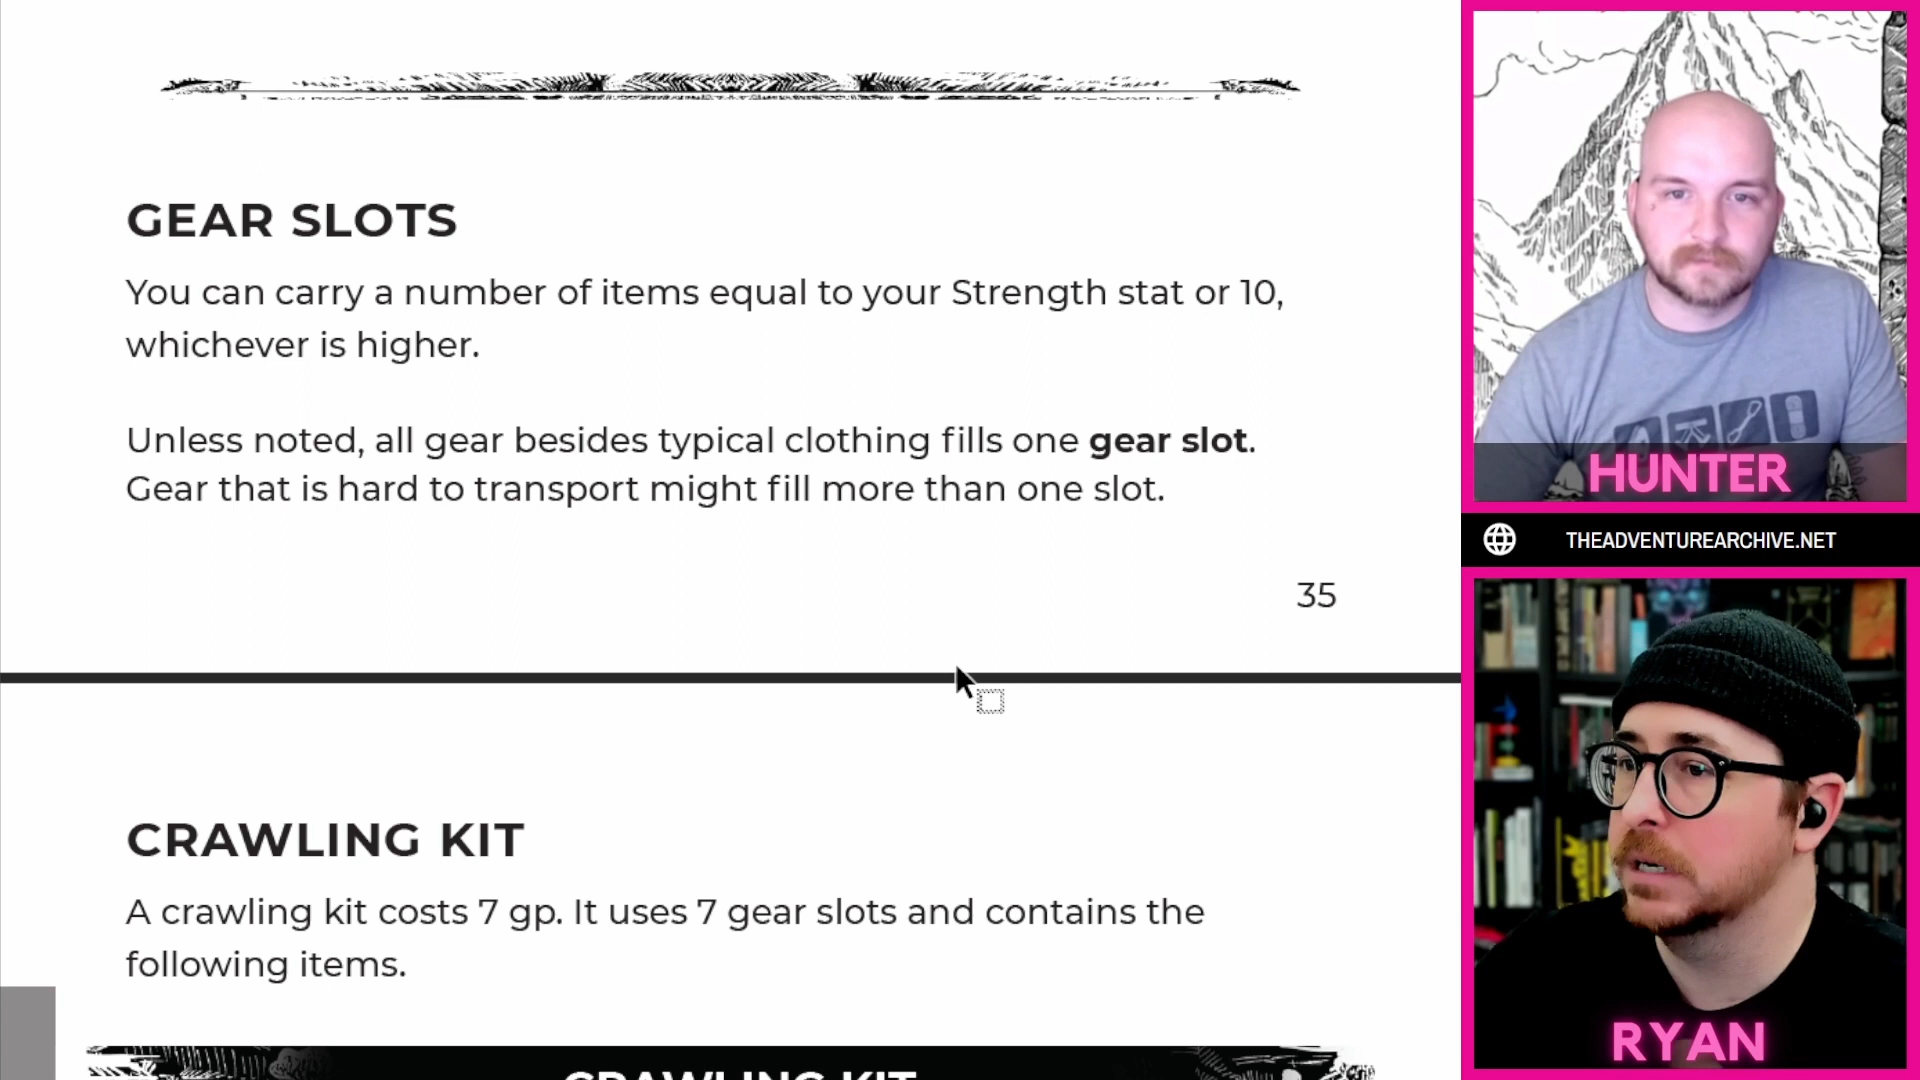 GEAR SLOTS
You can carry a number of items equal to your Strength stat or 10,
whichever is higher.
Unless noted, all gear besides typical clothing fills one gear slot.
Gear that is hard to transport might fill more than one slot.
35
CRAWLING KIT
A crawling kit costs 7 gp. It uses 7 gear slots and contains the
following items.
CRAWLING KIT
HUNTER
THEADVENTUREARCHIVE.NET
RYAN